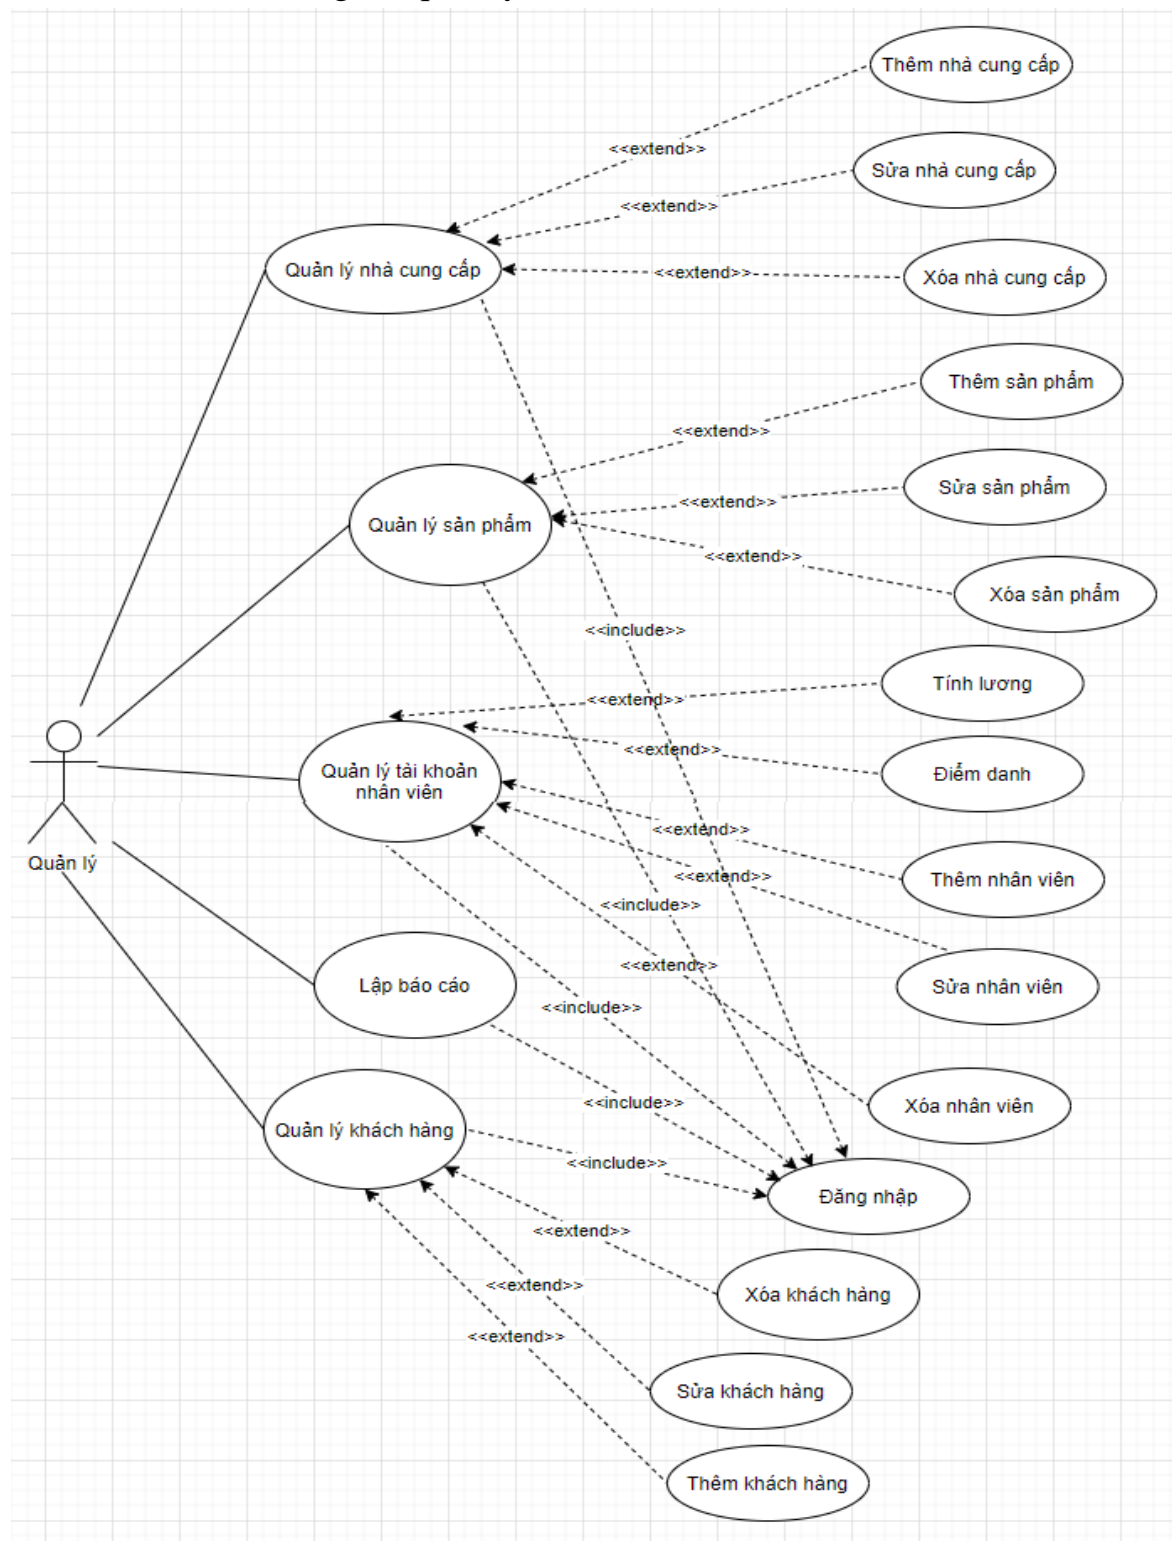 Thêm nhà cung cấp
<<extend>>
Sửa nhà cung cấp
<<extend>>
Quản lý nhà cung cấp
<<extend>>
Xóa nhà cung cấp
Thêm sản phẩm
<<extend>>
Sửa sản phẩm
<<extend>>
Quản lý sản phẩm
<<extend>>
Xóa sản phẩm
<<include>>
Tính lương
<<extend>>
<<extend>>
Điểm danh
Quản lý tài khoản
nhân viên
<<extend>>
Quản lý
<<extend>>
Thêm nhân viên
<<include>>
<<extend>>
Lập báo cáo
Sửa nhân viên
<<include>>
<<include>>
Xóa nhân viên
Quản lý khách hàng
<<include>>
Đăng nhập
<<extend>>
<<extend>>
Xóa khách hàng
<<extend>>
Sửa khách hàng
Thêm khách hàng